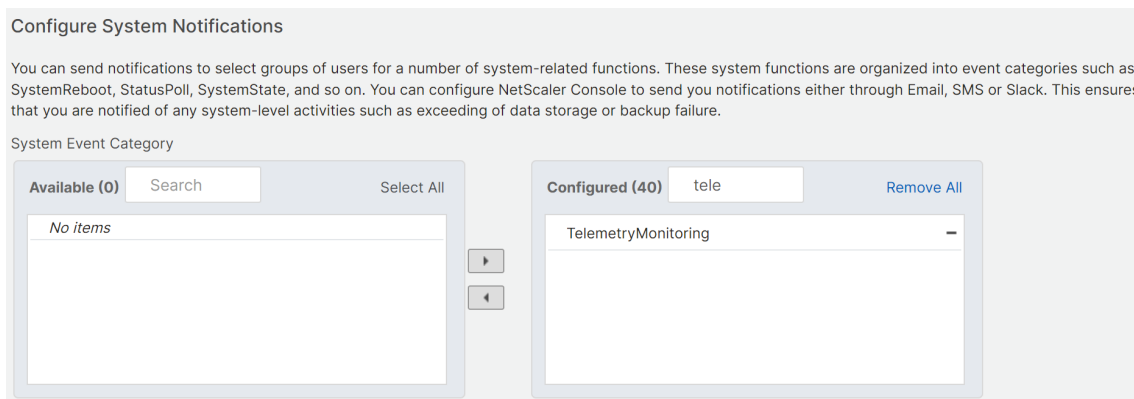 Configure System Notifications
You can send notifications to select groups of users for a number of system-related functions. These system functions are organized into event categories such as
SystemReboot, StatusPoll, SystemState, and so on. You can configure NetScaler Console to send you notifications either through Email, SMS or Slack. This ensures
that you are notified of any system-level activities such as exceeding of data storage or backup failure.
System Event Category
Available (0) Search Select All
No items
Configured (40) tele Remove All
TelemetryMonitoring